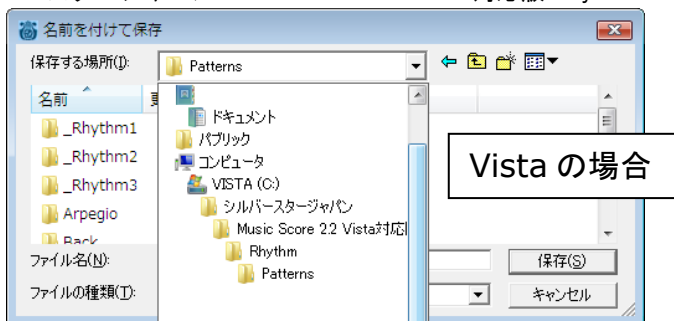 名前を付けて保存
保存する場所(I):
Patterns
名前
ドキュメント
_Rhythm1
パブリック
コンピュータ
_Rhythm2
VISTA (C:)
Vista の場合
_Rhythm3
シルバースタージャパン
Arpegio
Music Score 2.2 Vista対応
Rhythm
ファイル名(N):
Patterns
保存(S)
ファイルの種類(T):
キャンセル